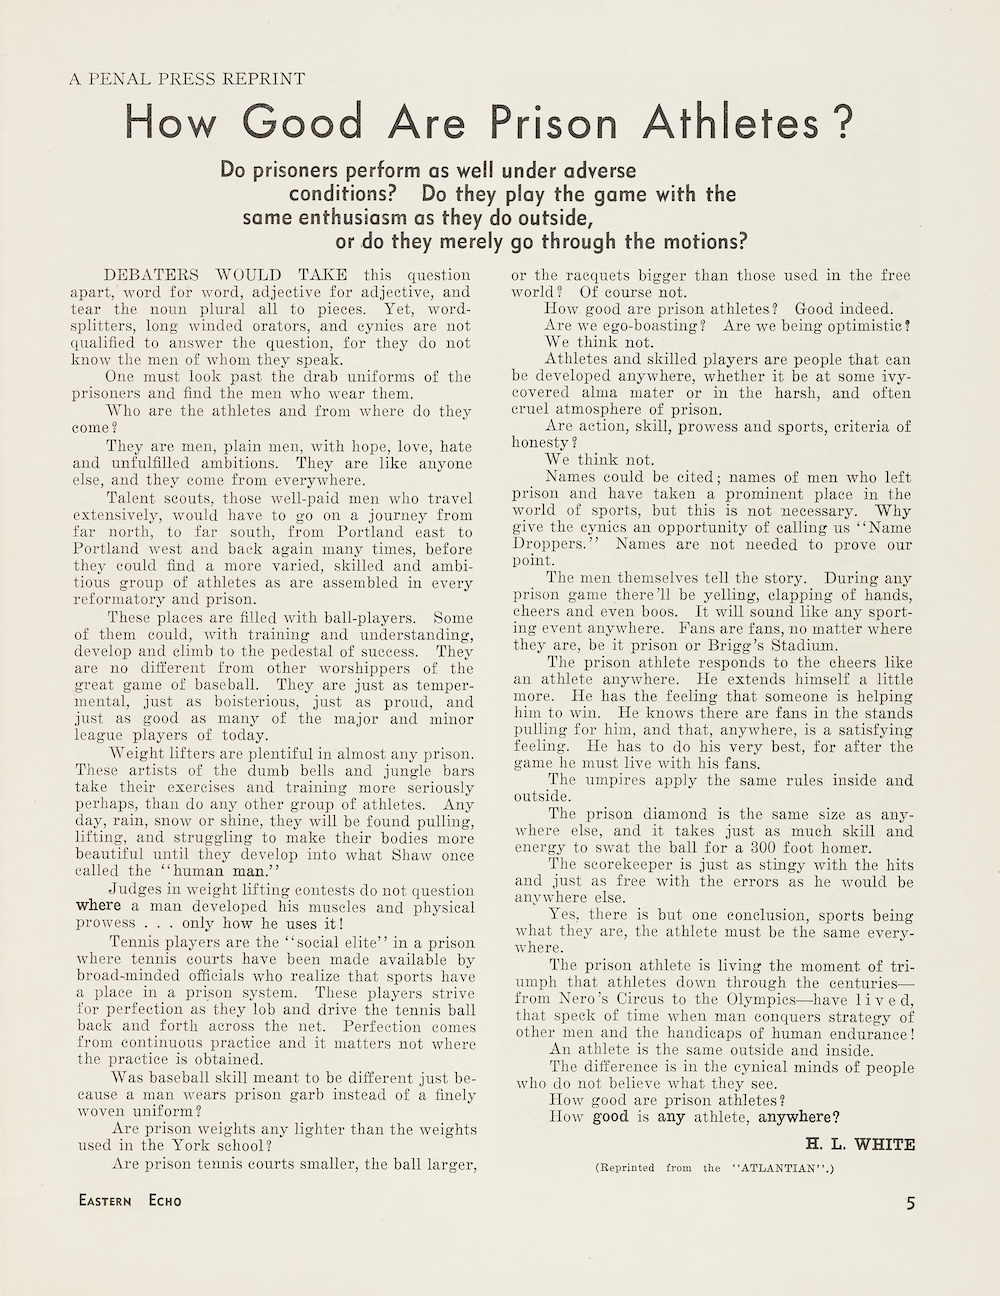 A PENAL PRESS REPRINT
How Good Are Prison Athletes ?
Do prisoners perform as well under adverse
conditions? Do they play the game with the
same enthusiasm as they do outside,
or do they merely go through the motions?
DEBATERS WOULD TAKE this question
apart, word for word, adjective for adjective, and
tear the noun plural all to pieces. Yet, word-
splitters, long winded orators, and cynics are not
qualified to answer the question, for they do not
know the men of whom they speak.
One must look past the drab uniforms of the
prisoners and find the men who wear them.
Who are the athletes and from where do they
come?
They are men, plain men, with hope, love, hate
and unfulfilled ambitions. They are like anyone
else, and they come from everywhere.
Talent scouts, those well-paid men who travel
extensively, would have to go on a journey from
far north, to far south, from Portland east to
Portland west and back again many times, before
they could find a more varied, skilled and ambi-
tious group of athletes as are assembled in every
reformatory and prison.
These places are filled with ball-players. Some
of them could, with training and understanding,
develop and climb to the pedestal of success. They
are no different from other worshippers of the
great game of baseball. They are just as temper-
mental, just as boisterious, just as proud, and
just as good as many of the major and minor
league players of today.
Weight lifters are plentiful in almost any prison.
These artists of the dumb bells and jungle bars
take their exercises and training more seriously
perhaps, than do any other group of athletes. Any
day, rain, snow or shine, they will be found pulling,
lifting, and struggling to make their bodies more
beautiful until they develop into what Shaw once
called the "human man."
Judges in weight lifting contests do not question
where a man developed his muscles and physical
prowess . . . only how he uses it!
Tennis players are the "social elite" in a prison
where tennis courts have been made available by
broad-minded officials who realize that sports have
a place in a prison system. These players strive
for perfection as they lob and drive the tennis ball
back and forth across the net. Perfection comes
from continuous practice and it matters not where
the practice is obtained.
Was baseball skill meant to be different just be-
cause a man wears prison garb instead of a finely
woven uniform?
Are prison weights any lighter than the weights
used in the York school?
Are prison tennis courts smaller, the ball larger,
or the racquets bigger than those used in the free
world? Of course not.
How good are prison athletes? Good indeed.
Are we ego-boasting? Are we being optimistic?
We think not.
Athletes and skilled players are people that can
be developed anywhere, whether it be at some ivy-
covered alma mater or in the harsh, and often
cruel atmosphere of prison.
Are action, skill, prowess and sports, criteria of
honesty?
We think not.
Names could be cited; names of men who left
prison and have taken a prominent place in the
world of sports, but this is not necessary. Why
give the cynics an opportunity of calling us "Name
Droppers." Names are not needed to prove our
point.
The men themselves tell the story. During any
prison game there'll be yelling, clapping of hands,
cheers and even boos. It will sound like any sport-
ing event anywhere. Fans are fans, no matter where
they are, be it prison or Brigg's Stadium.
The prison athlete responds to the cheers like
an athlete anywhere. He extends himself a little
more. He has the feeling that someone is helping
him to win. He knows there are fans in the stands
pulling for him, and that, anywhere, is a satisfying
feeling. He has to do his very best, for after the
game he must live with his fans.
The umpires apply the same rules inside and
outside.
The prison diamond is the same size as any-
where else, and it takes just as much skill and
energy to swat the ball for a 300 foot homer.
The scorekeeper is just as stingy with the hits
and just as free with the errors as he would be
anywhere else.
Yes, there is but one conclusion, sports being
what they are, the athlete must be the same every-
where.
The prison athlete is living the moment of tri-
umph that athletes down through the centuries—
from Nero's Circus to the Olympics—have lived,
that speck of time when man conquers strategy of
other men and the handicaps of human endurance!
An athlete is the same outside and inside.
The difference is in the cynical minds of people
who do not believe what they see.
How good are prison athletes?
How good is any athlete, anywhere?
H. L. WHITE
(Reprinted from the "ATLANTIAN".)
EASTERN ECHO
5